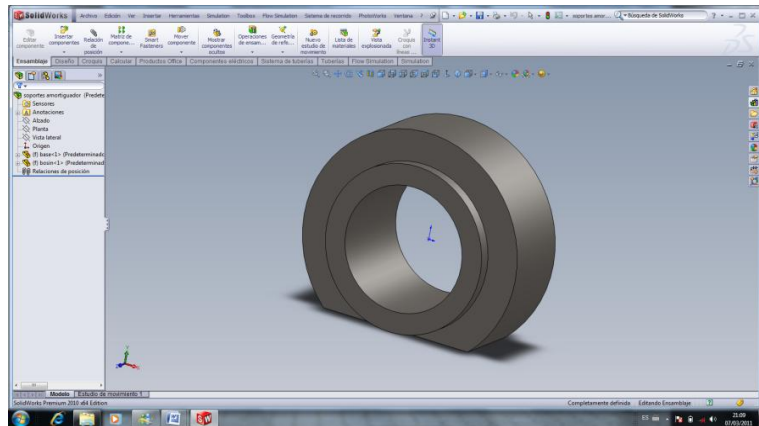 SolidWorks Archivo Edición Ver Insertar Herramientas Simulation Toolbox Flow Simulation Sistema de recorrido PhotoWorks Ventana ? soportes amor... Búsqueda de SolidWorks
Editar componente
Insertar componentes
Relación de posición
Matriz de compone...
Smart Fasteners
Mover componente
Mostrar componentes ocultos
Operaciones de ensam...
Geometría de refe...
Nuevo estudio de movimiento
Lista de materiales
Vista explosionada
Croquis con líneas ...
Instant 3D
Ensamblaje Diseño Croquis Calcular Productos Office Componentes eléctricos Sistema de tuberías Tuberías Flow Simulation Simulation
soportes amortiguador (Predete
Sensores
Anotaciones
Alzado
Planta
Vista lateral
Origen
(f) base<1> (Predeterminado
(f) bosin<1> (Predeterminad
Relaciones de posición
Modelo Estudio de movimiento 1
SolidWorks Premium 2010 x64 Edition Completamente definida Editando Ensamblaje
ES 21:09
07/03/2011